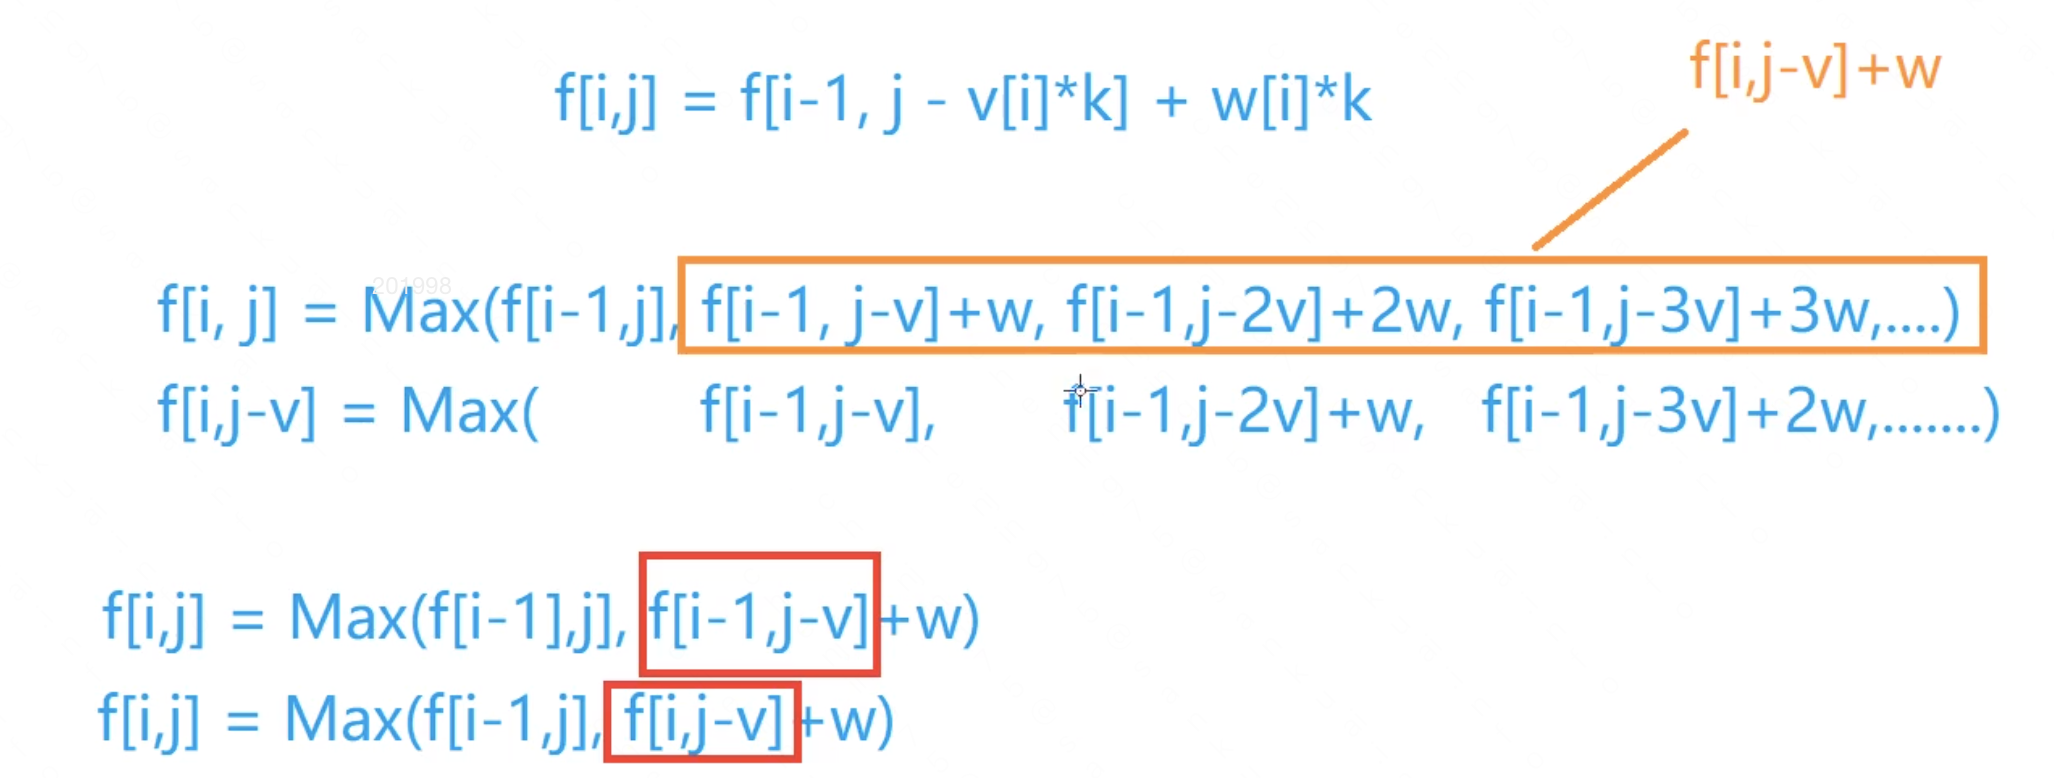 f[i,j-v]+w
f[i,j] = f[i-1, j - v[i]*k] + w[i]*k
201998
f[i, j] = Max(f[i-1,j], f[i-1, j-v]+w, f[i-1,j-2v]+2w, f[i-1,j-3v]+3w,....)
f[i,j-v] = Max( f[i-1,j-v], f[i-1,j-2v]+w, f[i-1,j-3v]+2w,.......)
f[i,j] = Max(f[i-1],j], f[i-1,j-v]+w)
f[i,j] = Max(f[i-1,j], f[i,j-v]+w)